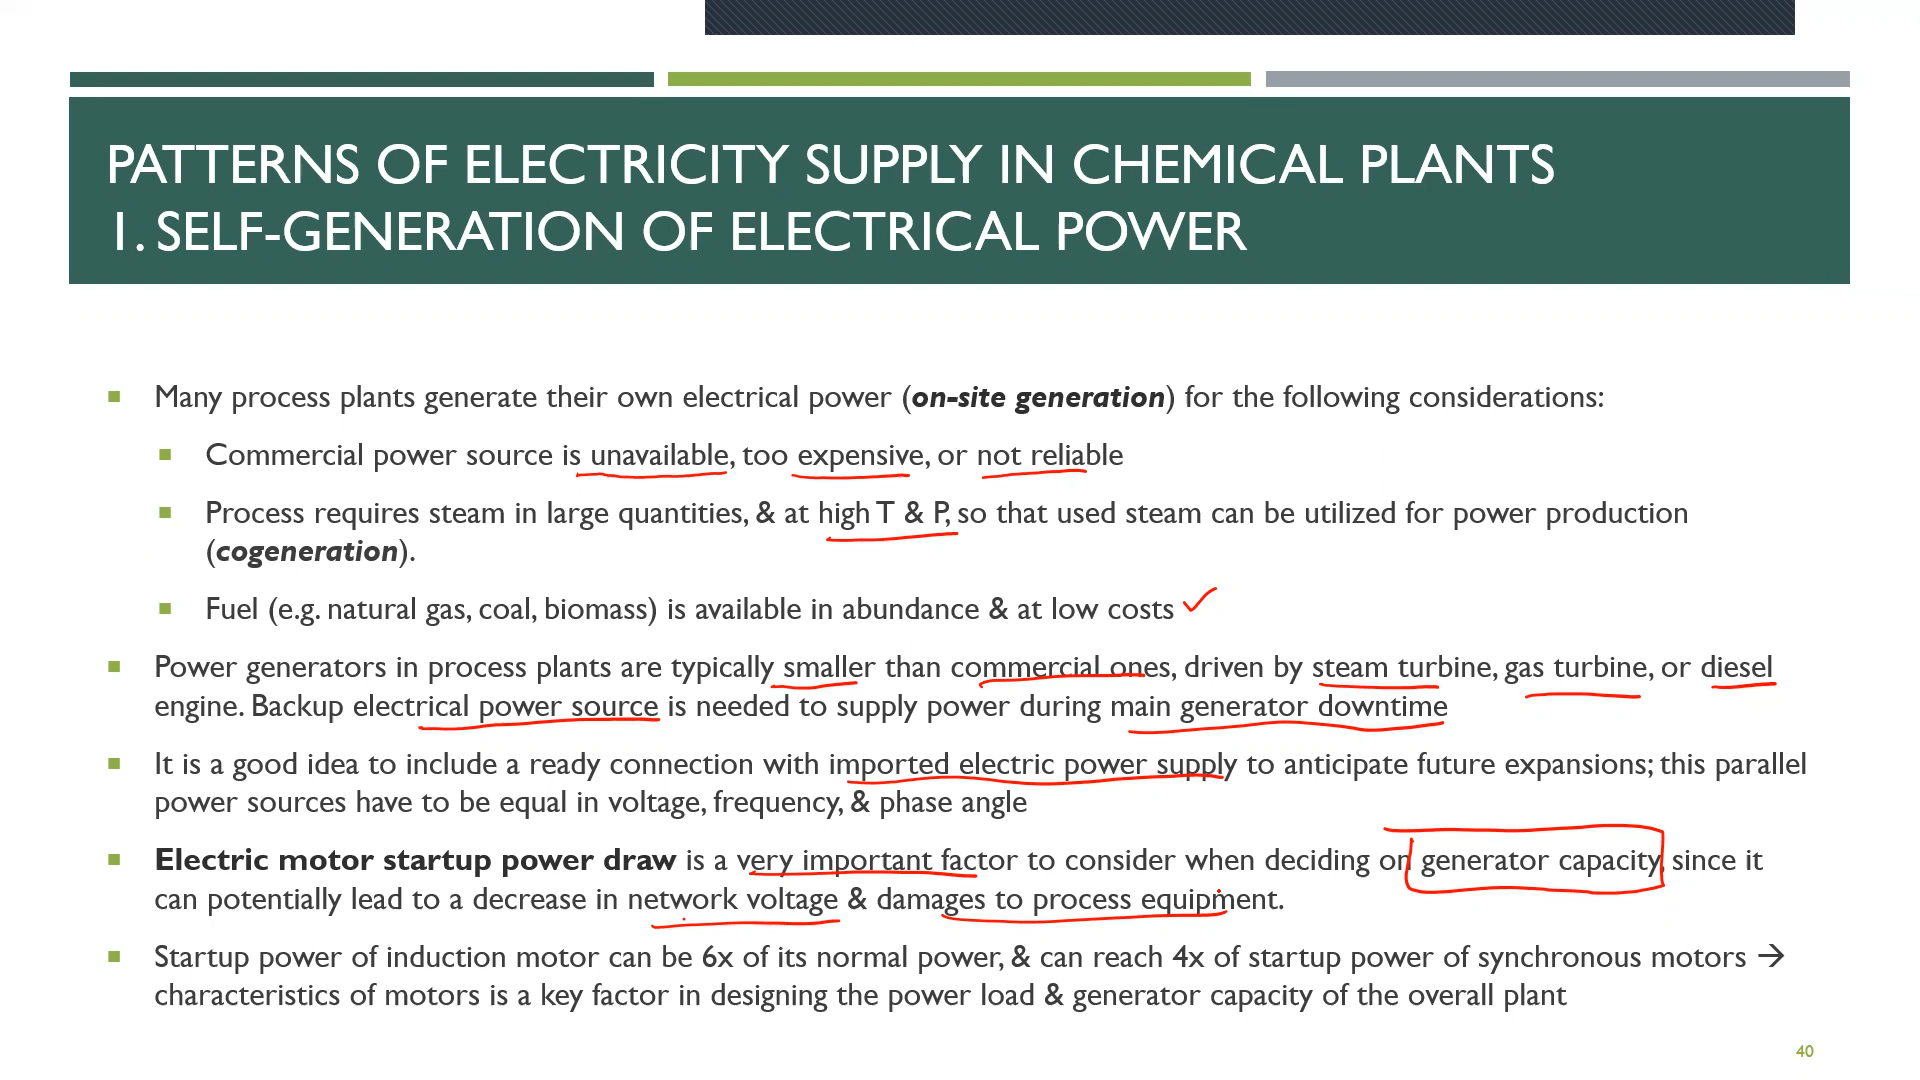 PATTERNS OF ELECTRICITY SUPPLY IN CHEMICAL PLANTS
1. SELF-GENERATION OF ELECTRICAL POWER
Many process plants generate their own electrical power (on-site generation) for the following considerations:
Commercial power source is unavailable, too expensive, or not reliable
Process requires steam in large quantities, & at high T & P, so that used steam can be utilized for power production
(cogeneration).
Fuel (e.g. natural gas, coal, biomass) is available in abundance & at low costs
Power generators in process plants are typically smaller than commercial ones, driven by steam turbine, gas turbine, or diesel
engine. Backup electrical power source is needed to supply power during main generator downtime
It is a good idea to include a ready connection with imported electric power supply to anticipate future expansions; this parallel
power sources have to be equal in voltage, frequency, & phase angle
Electric motor startup power draw is a very important factor to consider when deciding on generator capacity, since it
can potentially lead to a decrease in network voltage & damages to process equipment.
Startup power of induction motor can be 6x of its normal power, & can reach 4x of startup power of synchronous motors →
characteristics of motors is a key factor in designing the power load & generator capacity of the overall plant
40